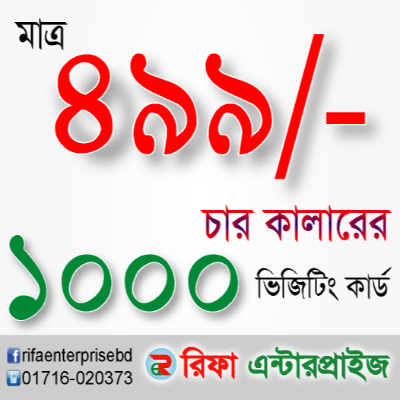 মাত্র
৪৯৯/-
চার কালারের
১০০০ ভিজিটিং কার্ড
rifaenterprisebd
রিফা এন্টারপ্রাইজ
01716-020373